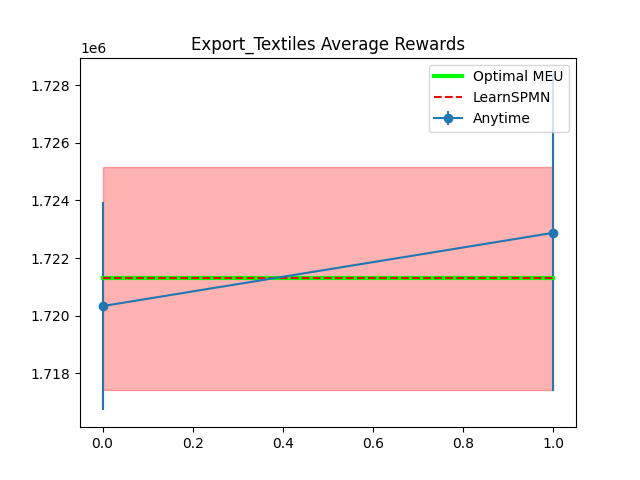 Export_Textiles Average Rewards
1e6
Optimal MEU
LearnSPMN
Anytime
1.728
1.726
1.724
1.722
1.720
1.718
0.0 0.2 0.4 0.6 0.8 1.0